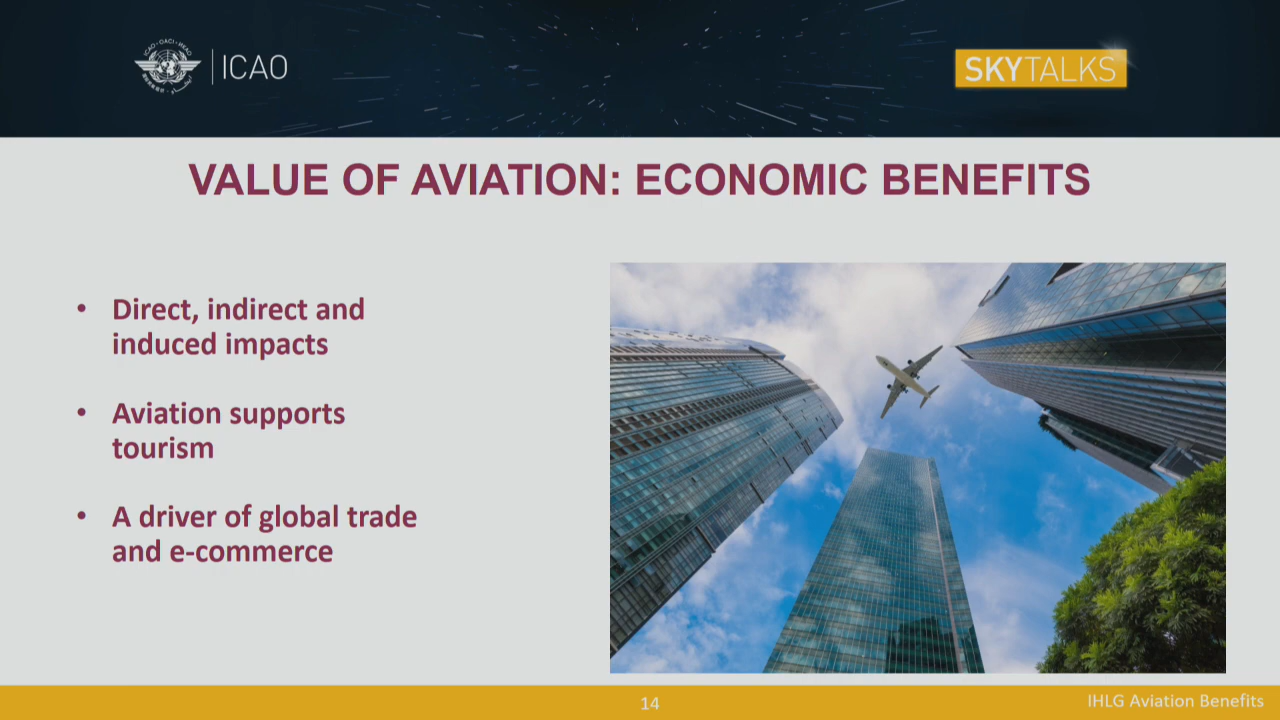 ICAO
SKYTALKS
VALUE OF AVIATION: ECONOMIC BENEFITS
• Direct, indirect and
induced impacts
• Aviation supports
tourism
• A driver of global trade
and e-commerce
14
IHLG Aviation Benefits